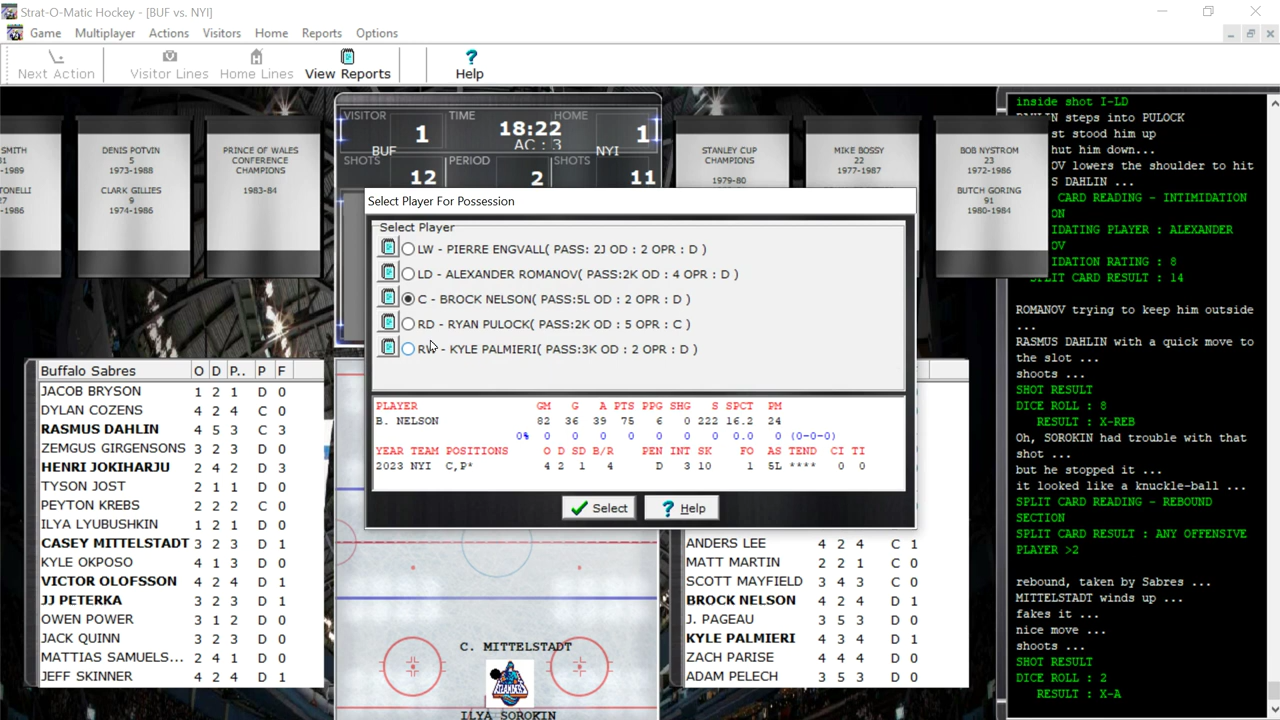 Strat-O-Matic Hockey - [BUF vs. NYI]
Game Multiplayer Actions Visitors Home Reports Options
Next Action Visitor Lines Home Lines View Reports Help
SMITH
31
-1989
TONELLI
27
-1986
DENIS POTVIN
5
1973-1988
CLARK GILLIES
9
1974-1986
PRINCE OF WALES
CONFERENCE
CHAMPIONS
1983-84
VISITOR TIME HOME
1 18:22 1
BUF AC : 3 NYI
SHOTS PERIOD SHOTS
12 2 11
STANLEY CUP
CHAMPIONS
1979-80
MIKE BOSSY
22
1977-1987
BOB NYSTROM
23
1972-1986
BUTCH GORING
91
1980-1984
Select Player For Possession
Select Player
LW - PIERRE ENGVALL( PASS: 2J OD : 2 OPR : D )
LD - ALEXANDER ROMANOV( PASS:2K OD : 4 OPR : D )
C - BROCK NELSON( PASS:5L OD : 2 OPR : D )
RD - RYAN PULOCK( PASS:2K OD : 5 OPR : C )
RW - KYLE PALMIERI( PASS:3K OD : 2 OPR : D )
PLAYER GM G A PTS PPG SHG S SPCT PM
B. NELSON 82 36 39 75 6 0 222 16.2 24
0% 0 0 0 0 0 0 0.0 0 (0-0-0)
YEAR TEAM POSITIONS O D SD B/R PEN INT SK FO AS TEND CI TI
2023 NYI C,P* 4 2 1 4 D 3 10 1 5L **** 0 0
Select Help
Buffalo Sabres O D P.. P F
JACOB BRYSON 1 2 1 D 0
DYLAN COZENS 4 2 4 C 0
RASMUS DAHLIN 4 5 3 C 3
ZEMGUS GIRGENSONS 3 2 3 D 0
HENRI JOKIHARJU 2 4 2 D 3
TYSON JOST 2 1 1 D 0
PEYTON KREBS 2 2 2 C 0
ILYA LYUBUSHKIN 1 2 1 D 0
CASEY MITTELSTADT 3 2 3 D 1
KYLE OKPOSO 4 1 3 D 0
VICTOR OLOFSSON 4 2 4 D 1
JJ PETERKA 3 2 3 D 1
OWEN POWER 3 1 2 D 0
JACK QUINN 3 2 3 D 0
MATTIAS SAMUELS... 2 4 1 D 0
JEFF SKINNER 4 2 4 D 1
C. MITTELSTADT
ILYA SOROKIN
ANDERS LEE 4 2 4 C 1
MATT MARTIN 2 2 1 C 0
SCOTT MAYFIELD 3 4 3 C 0
BROCK NELSON 4 2 4 D 1
J. PAGEAU 3 5 3 D 0
KYLE PALMIERI 4 3 4 D 1
ZACH PARISE 4 4 4 D 0
ADAM PELECH 3 5 3 D 0
inside shot I-LD
steps into PULOCK
st stood him up
hut him down...
OV lowers the shoulder to hit
S DAHLIN ...
CARD READING - INTIMIDATION
ON
IDATING PLAYER : ALEXANDER
OV
IDATION RATING : 8
SPLIT CARD RESULT : 14
ROMANOV trying to keep him outside
...
RASMUS DAHLIN with a quick move to
the slot ...
shoots ...
SHOT RESULT
DICE ROLL : 8
RESULT : X-REB
Oh, SOROKIN had trouble with that
shot ...
but he stopped it ...
it looked like a knuckle-ball ...
SPLIT CARD READING - REBOUND
SECTION
SPLIT CARD RESULT : ANY OFFENSIVE
PLAYER >2
rebound, taken by Sabres ...
MITTELSTADT winds up ...
fakes it ...
nice move ...
shoots ...
SHOT RESULT
DICE ROLL : 2
RESULT : X-A